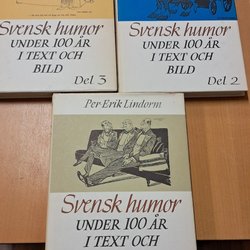 Svensk humor
UNDER 100 ÅR
I TEXT OCH
BILD
Del 3
Svensk humor
UNDER 100 ÅR
I TEXT OCH
BILD
Del 2
Per Erik Lindorm
Svensk humor
UNDER 100 ÅR
I TEXT OCH